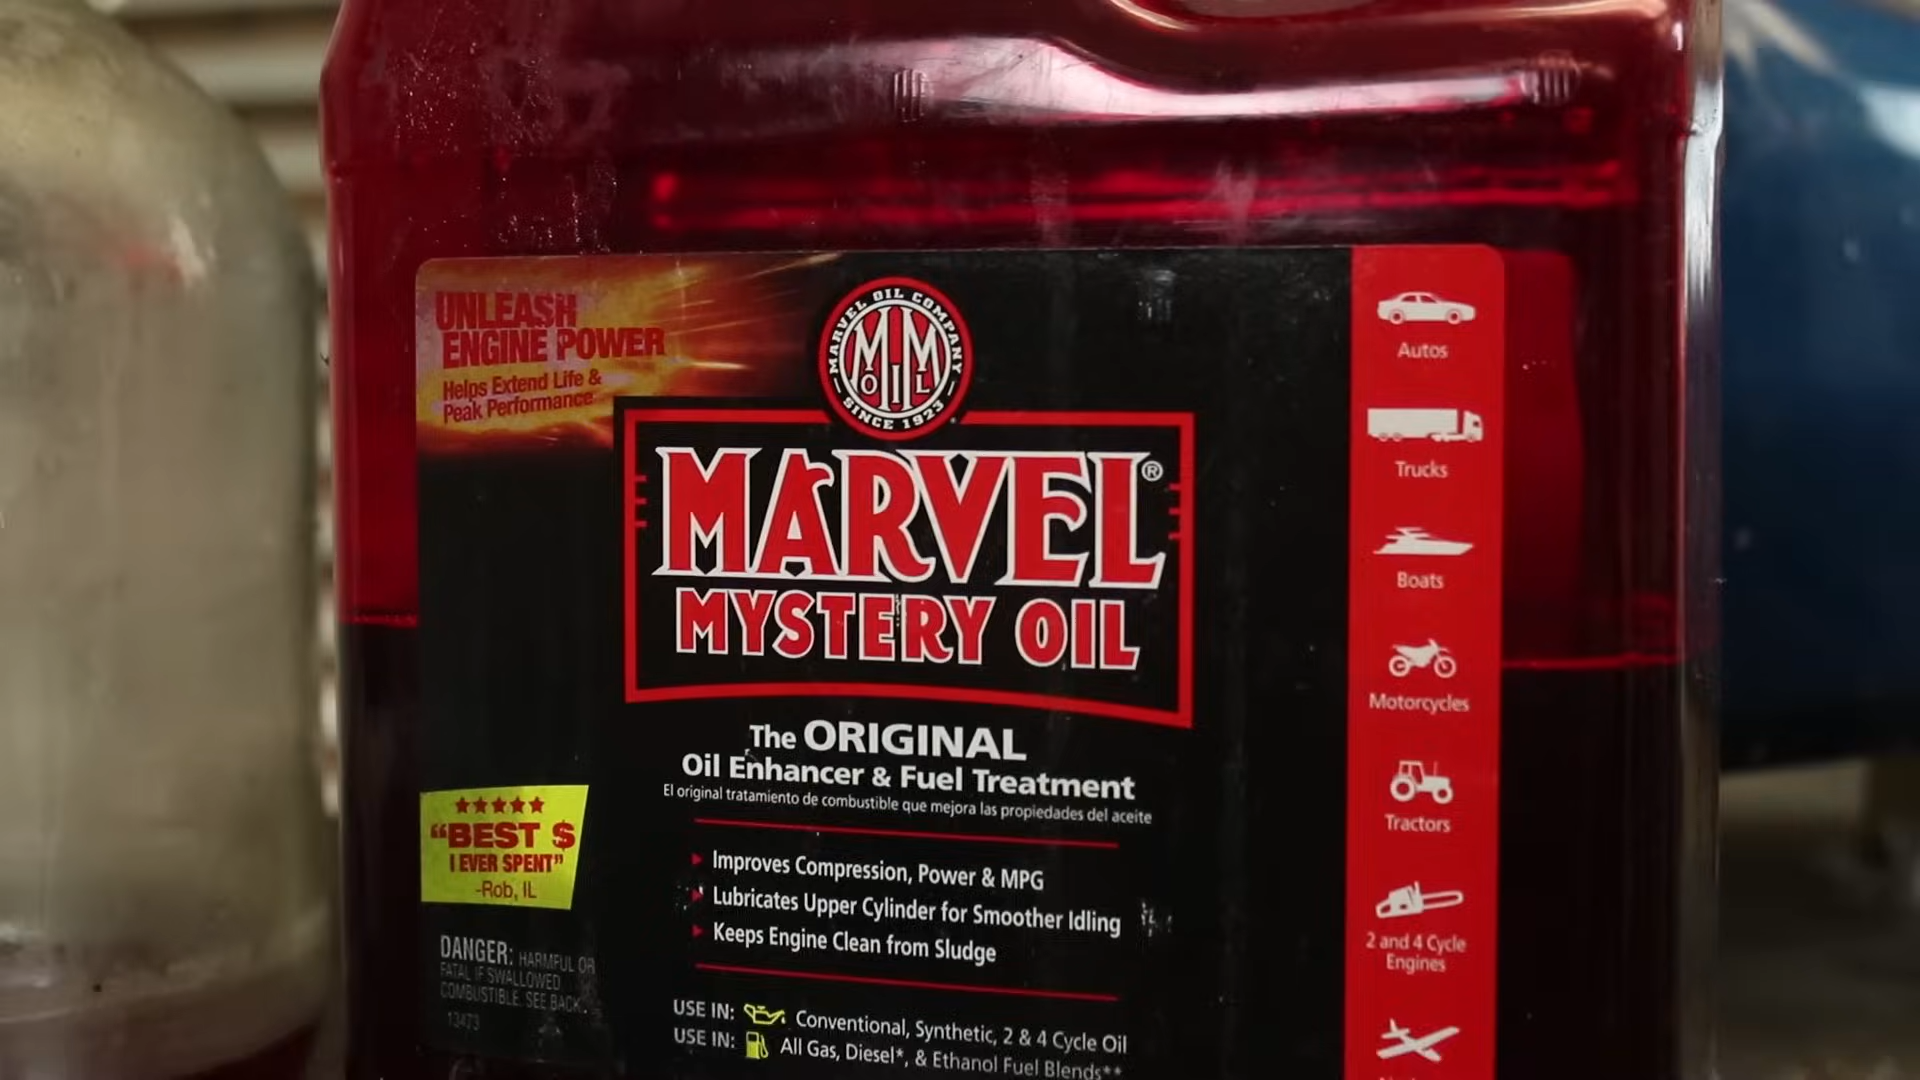 UNLEASH
ENGINE POWER
Helps Extend Life &
Peak Performance
MARVEL OIL COMPANY
MM
OIL
SINCE 1923
MARVEL®
MYSTERY OIL
The ORIGINAL
Oil Enhancer & Fuel Treatment
El original tratamiento de combustible que mejora las propiedades del aceite
Improves Compression, Power & MPG
Lubricates Upper Cylinder for Smoother Idling
Keeps Engine Clean from Sludge
USE IN: Conventional, Synthetic, 2 & 4 Cycle Oil
USE IN: All Gas, Diesel*, & Ethanol Fuel Blends**
"BEST $
I EVER SPENT"
-Rob, IL
DANGER: HARMFUL OR
FATAL IF SWALLOWED
COMBUSTIBLE. SEE BACK.
13473
Autos
Trucks
Boats
Motorcycles
Tractors
2 and 4 Cycle
Engines